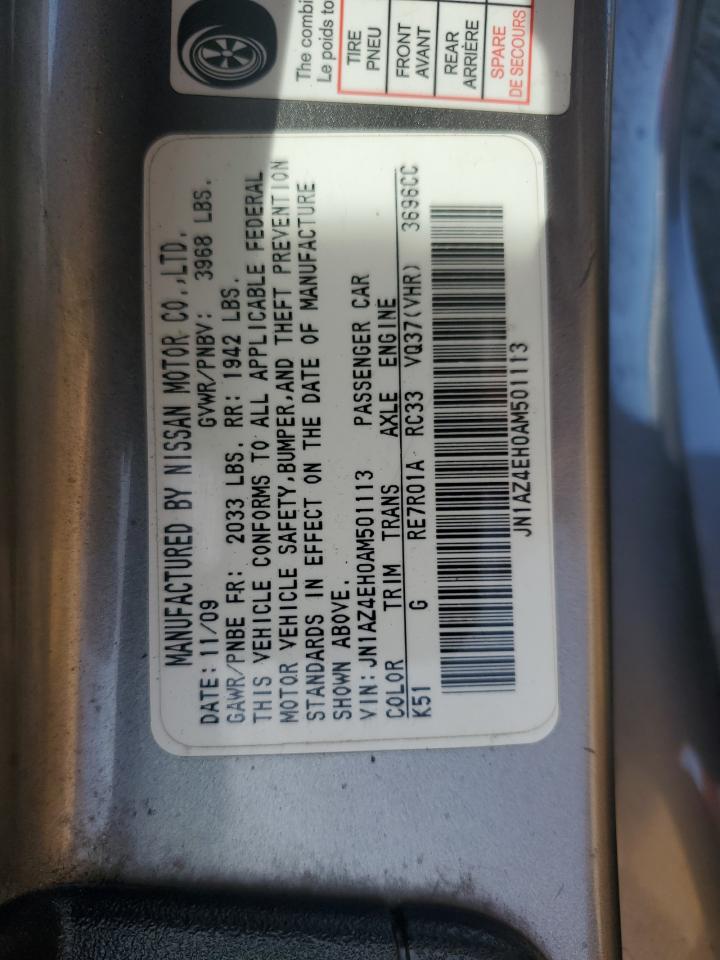 The combi
Le poids to
TIRE
PNEU
FRONT
AVANT
REAR
ARRIÈRE
SPARE
DE SECOURS
MANUFACTURED BY NISSAN MOTOR CO.,LTD.
DATE: 11/09 GVWR/PNBV: 3968 LBS.
GAWR/PNBE FR: 2033 LBS. RR: 1942 LBS.
THIS VEHICLE CONFORMS TO ALL APPLICABLE FEDERAL
MOTOR VEHICLE SAFETY,BUMPER,AND THEFT PREVENTION
STANDARDS IN EFFECT ON THE DATE OF MANUFACTURE
SHOWN ABOVE.
VIN: JN1AZ4EH0AM501113 PASSENGER CAR
COLOR TRIM TRANS AXLE ENGINE
K51 G RE7R01A RC33 VQ37(VHR) 3696CC
JN1AZ4EH0AM501113